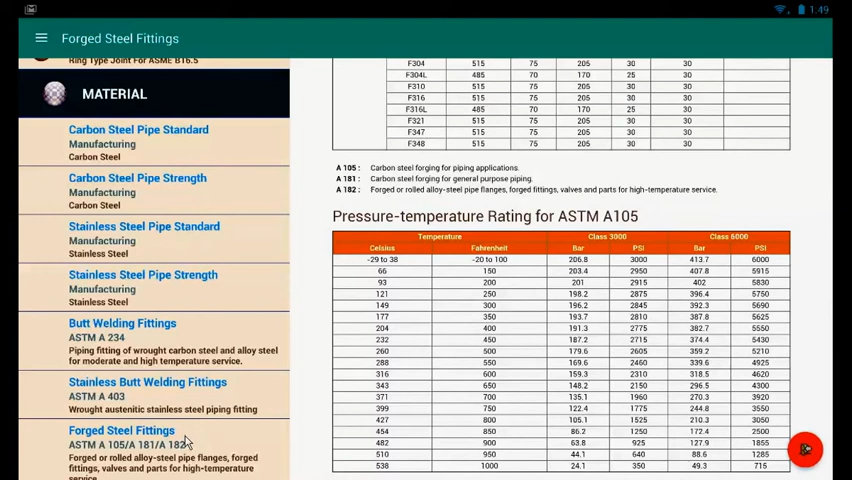 1.49
Forged Steel Fittings
Ring Type Joint For ASME B16.5
MATERIAL
Carbon Steel Pipe Standard
Manufacturing
Carbon Steel
Carbon Steel Pipe Strength
Manufacturing
Carbon Steel
Stainless Steel Pipe Standard
Manufacturing
Stainless Steel
Stainless Steel Pipe Strength
Manufacturing
Stainless Steel
Butt Welding Fittings
ASTM A 234
Piping fitting of wrought carbon steel and alloy steel
for moderate and high temperature service.
Stainless Butt Welding Fittings
ASTM A 403
Wrought austenitic stainless steel piping fitting
Forged Steel Fittings
ASTM A 105/A 181/A 182
Forged or rolled alloy-steel pipe flanges, forged
fittings, valves and parts for high-temperature
service.
F304 515 75 205 30 30
F304L 485 70 170 25 30
F310 515 75 205 30 30
F316 515 75 205 30 30
F316L 485 70 170 25 30
F321 515 75 205 30 30
F347 515 75 205 30 30
F348 515 75 205 30 30
A 105 : Carbon steel forging for piping applications.
A 181 : Carbon steel forging for general purpose piping.
A 182 : Forged or rolled alloy-steel pipe flanges, forged fittings, valves and parts for high-temperature service.
Pressure-temperature Rating for ASTM A105
Temperature Class 3000 Class 6000
Celsius Fahrenheit Bar PSI Bar PSI
-29 to 38 -20 to 100 206.8 3000 413.7 6000
66 150 203.4 2950 407.8 5915
93 200 201 2915 402 5830
121 250 198.2 2875 396.4 5750
149 300 196.2 2845 392.3 5690
177 350 193.7 2810 387.8 5625
204 400 191.3 2775 382.7 5550
232 450 187.2 2715 374.4 5430
260 500 179.6 2605 359.2 5210
288 550 169.6 2460 339.9 4925
316 600 159.3 2310 318.5 4620
343 650 148.2 2150 296.5 4300
371 700 135.1 1960 270.3 3920
399 750 122.4 1775 244.8 3550
427 800 105.1 1525 210.3 3050
454 850 86.2 1250 172.4 2500
482 900 63.8 925 127.9 1855
510 950 44.1 640 88.6 1285
538 1000 24.1 350 49.3 715